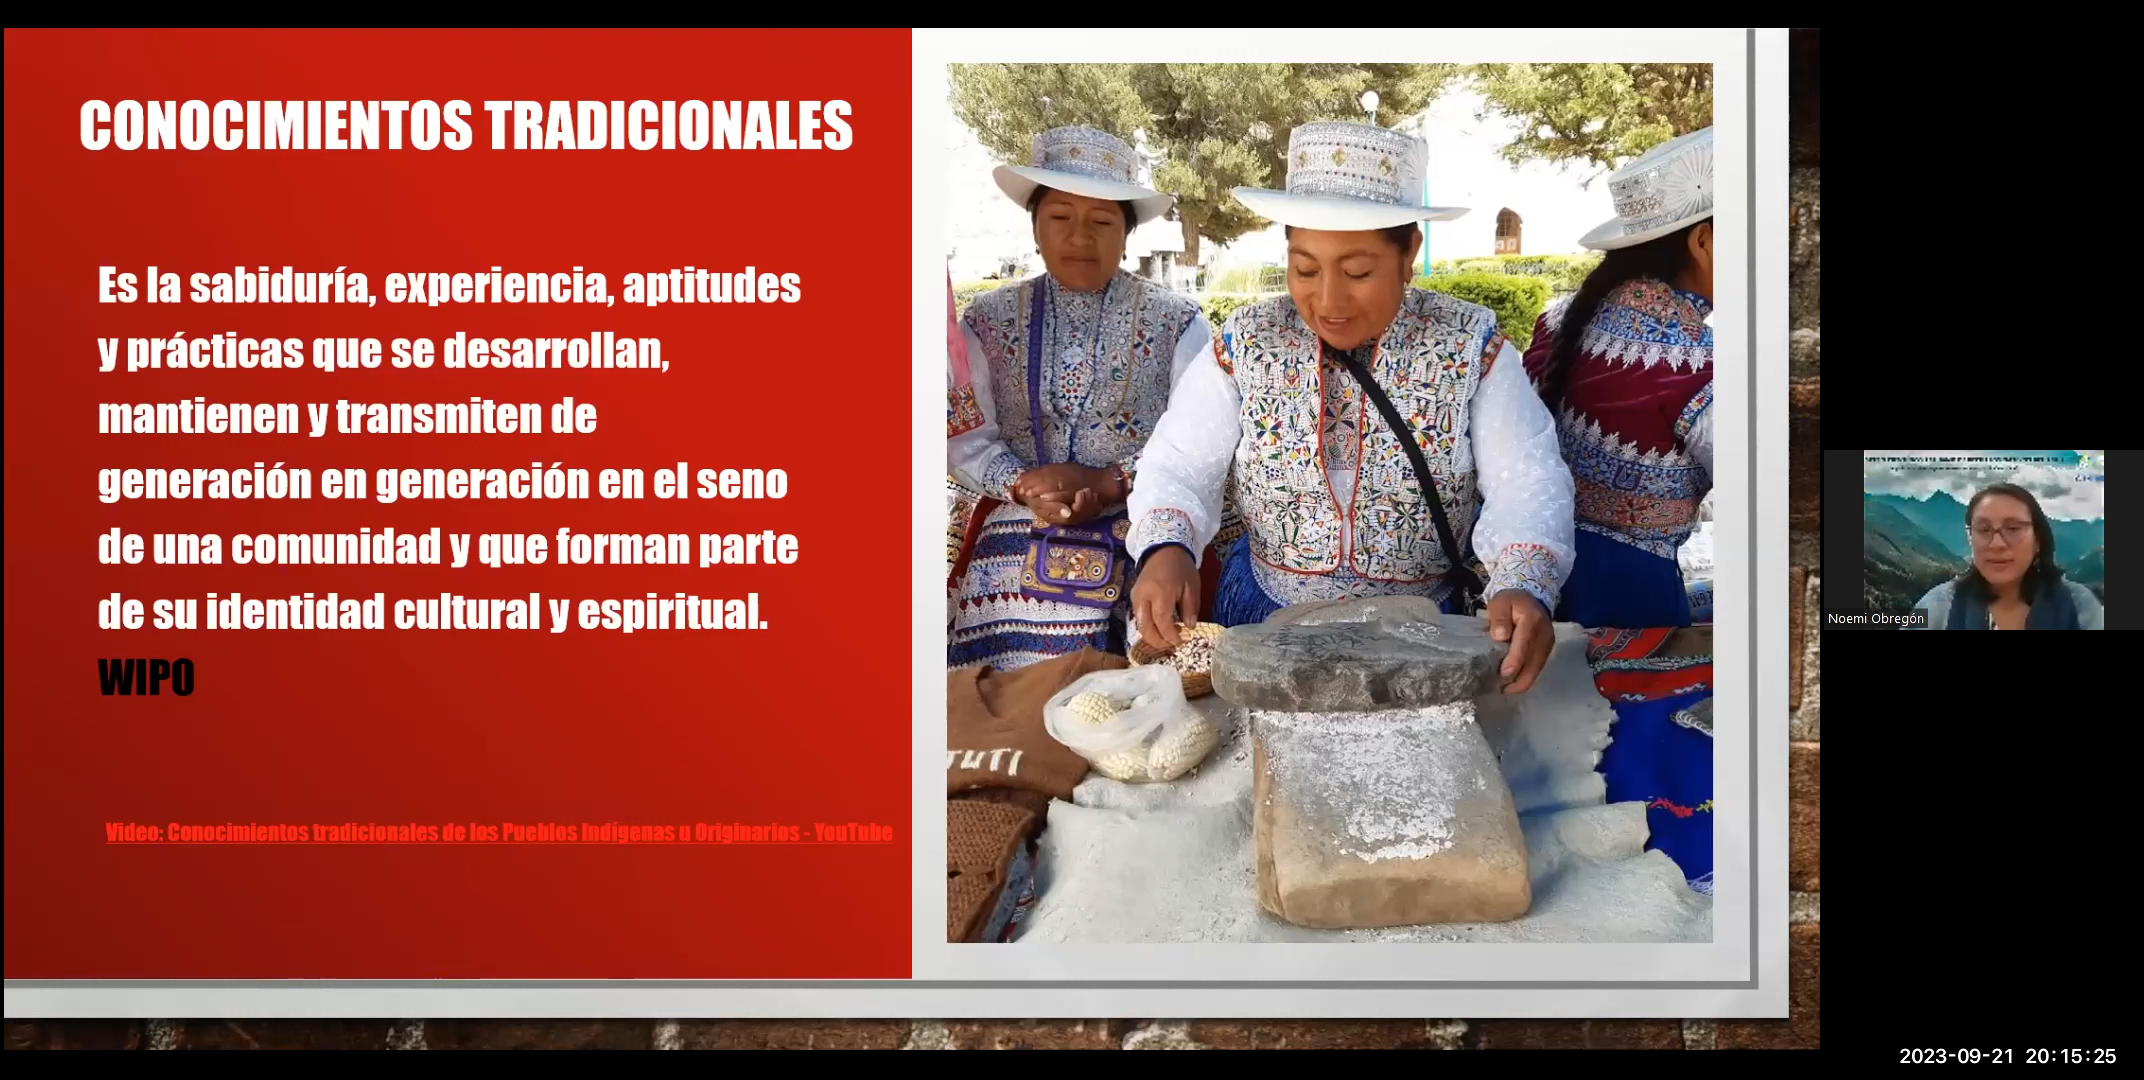 CONOCIMIENTOS TRADICIONALES
Es la sabiduría, experiencia, aptitudes
y prácticas que se desarrollan,
mantienen y transmiten de
generación en generación en el seno
de una comunidad y que forman parte
de su identidad cultural y espiritual.
WIPO
Video: Conocimientos tradicionales de los Pueblos Indígenas u Originarios - YouTube
TUTI
Noemi Obregón
2023-09-21 20:15:25